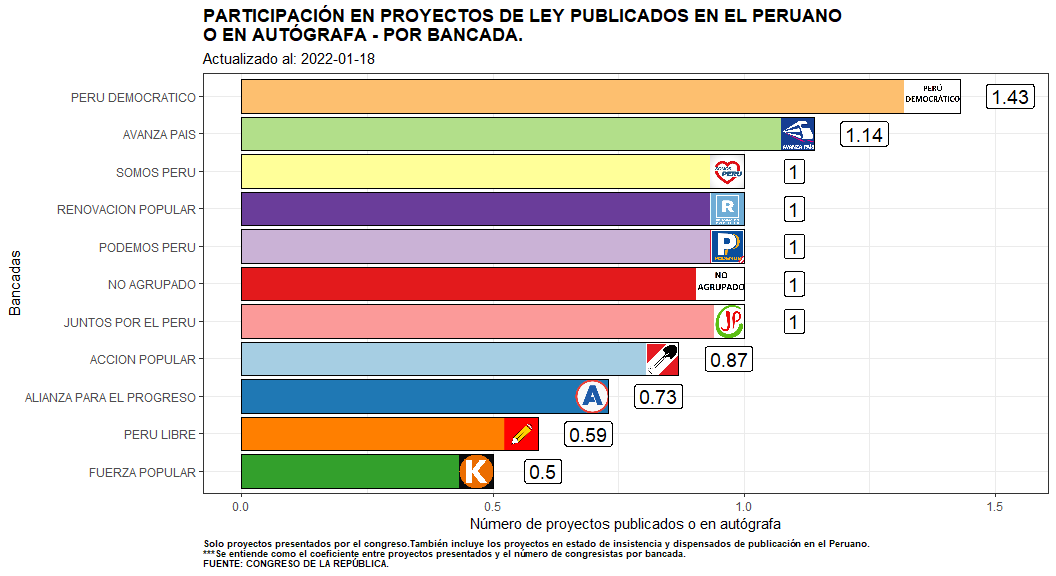 PARTICIPACIÓN EN PROYECTOS DE LEY PUBLICADOS EN EL PERUANO
O EN AUTÓGRAFA - POR BANCADA.
Actualizado al: 2022-01-18
Bancadas
PERU DEMOCRATICO
PERÚ
DEMOCRÁTICO
1.43
AVANZA PAIS
AVANZA PAÍS
1.14
SOMOS PERU
SOMOS
PERU
1
RENOVACION POPULAR
R
1
PODEMOS PERU
P
PODEMOS
1
NO AGRUPADO
NO
AGRUPADO
1
JUNTOS POR EL PERU
JP
1
ACCION POPULAR
0.87
ALIANZA PARA EL PROGRESO
A
0.73
PERU LIBRE
0.59
FUERZA POPULAR
K
0.5
0.0 0.5 1.0 1.5
Número de proyectos publicados o en autógrafa
Solo proyectos presentados por el congreso.También incluye los proyectos en estado de insistencia y dispensados de publicación en el Peruano.
***Se entiende como el coeficiente entre proyectos presentados y el número de congresistas por bancada.
FUENTE: CONGRESO DE LA REPÚBLICA.